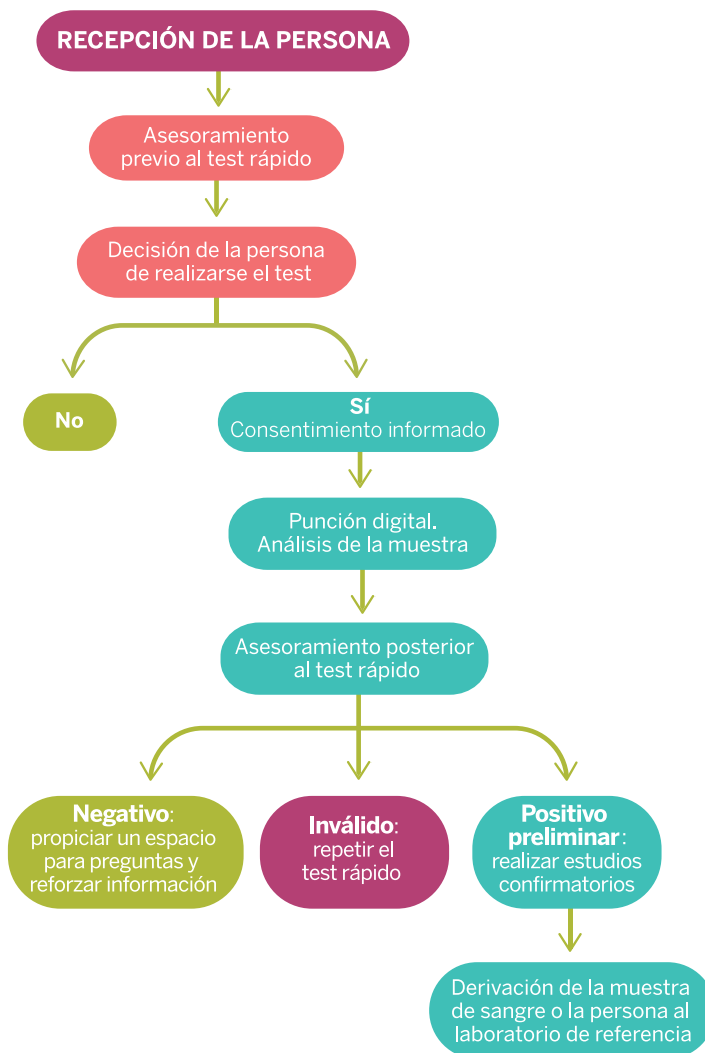 RECEPCIÓN DE LA PERSONA
Asesoramiento
previo al test rápido
Decisión de la persona
de realizarse el test
No
Sí
Consentimiento informado
Punción digital.
Análisis de la muestra
Asesoramiento posterior
al test rápido
Negativo:
propiciar un espacio
para preguntas y
reforzar información
Inválido:
repetir el
test rápido
Positivo
preliminar:
realizar estudios
confirmatorios
Derivación de la muestra
de sangre o la persona al
laboratorio de referencia